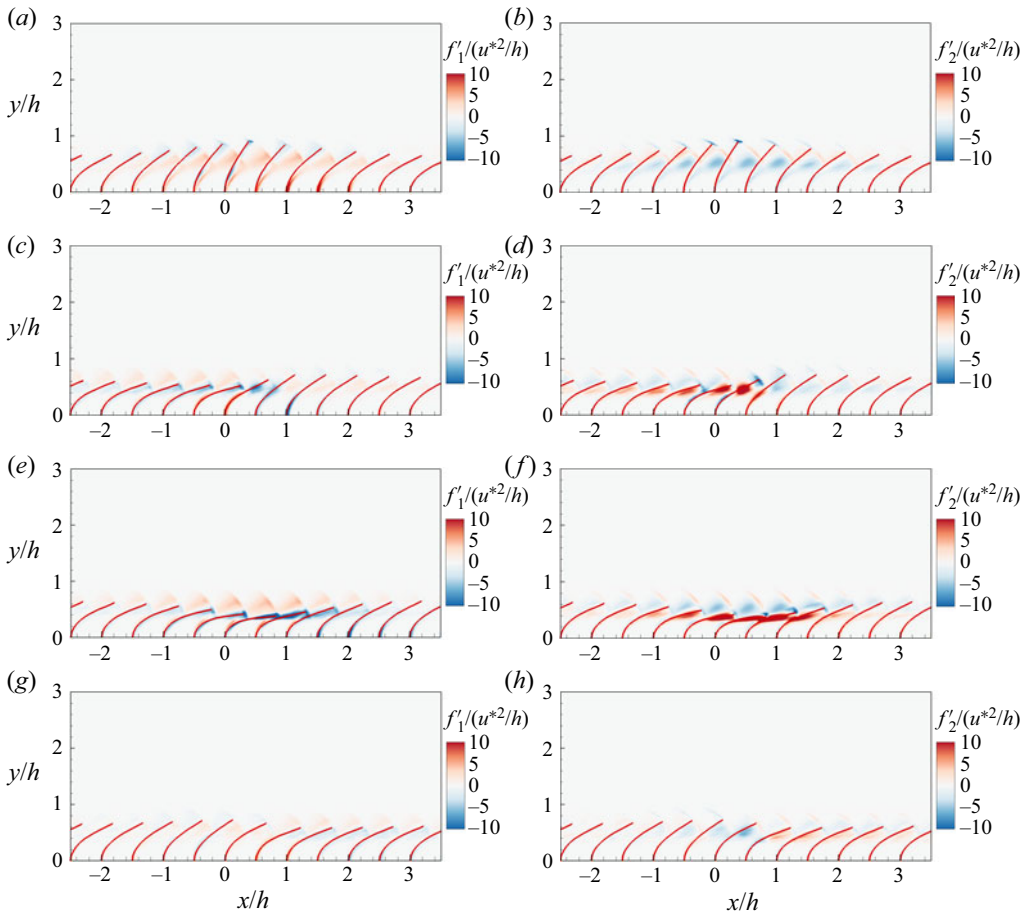 (a) (b)
3 f′1/(u*2/h) 3 f′2/(u*2/h)
10 10
2 5 2 5
y/h 0 0
1 −5 1 −5
−10 −10
0 0
−2 −1 0 1 2 3 −2 −1 0 1 2 3
(c) (d)
3 f′1/(u*2/h) 3 f′2/(u*2/h)
10 10
2 5 2 5
y/h 0 0
1 −5 1 −5
−10 −10
0 0
−2 −1 0 1 2 3 −2 −1 0 1 2 3
(e) (f)
3 f′1/(u*2/h) 3 f′2/(u*2/h)
10 10
2 5 2 5
y/h 0 0
1 −5 1 −5
−10 −10
0 0
−2 −1 0 1 2 3 −2 −1 0 1 2 3
(g) (h)
3 f′1/(u*2/h) 3 f′2/(u*2/h)
10 10
2 5 2 5
y/h 0 0
1 −5 1 −5
−10 −10
0 0
−2 −1 0 1 2 3 −2 −1 0 1 2 3
x/h x/h